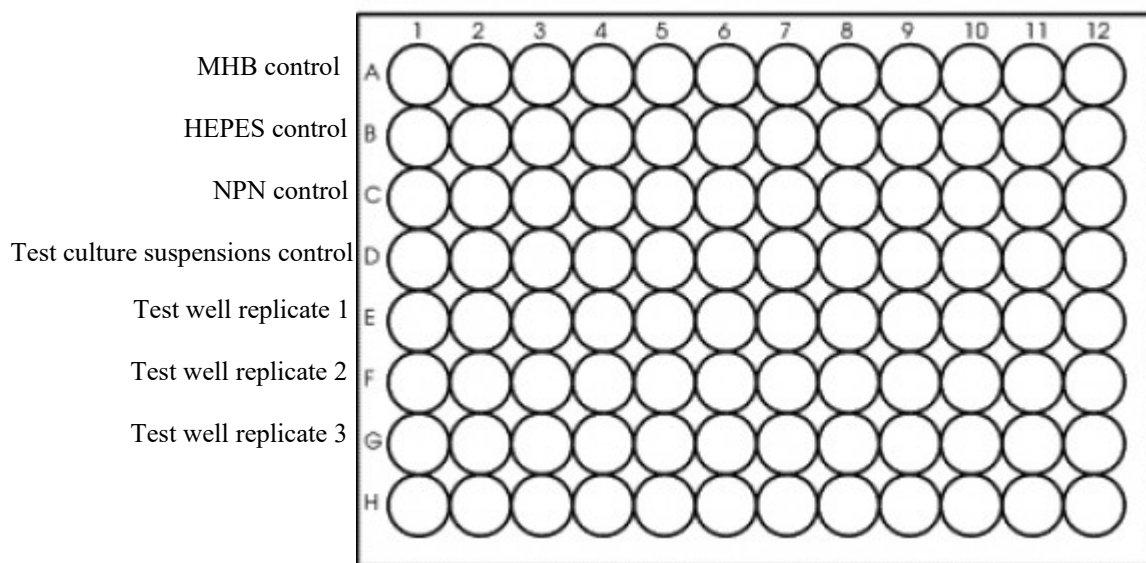 1 2 3 4 5 6 7 8 9 10 11 12
MHB control A
HEPES control B
NPN control C
Test culture suspensions control D
Test well replicate 1 E
Test well replicate 2 F
Test well replicate 3 G
H